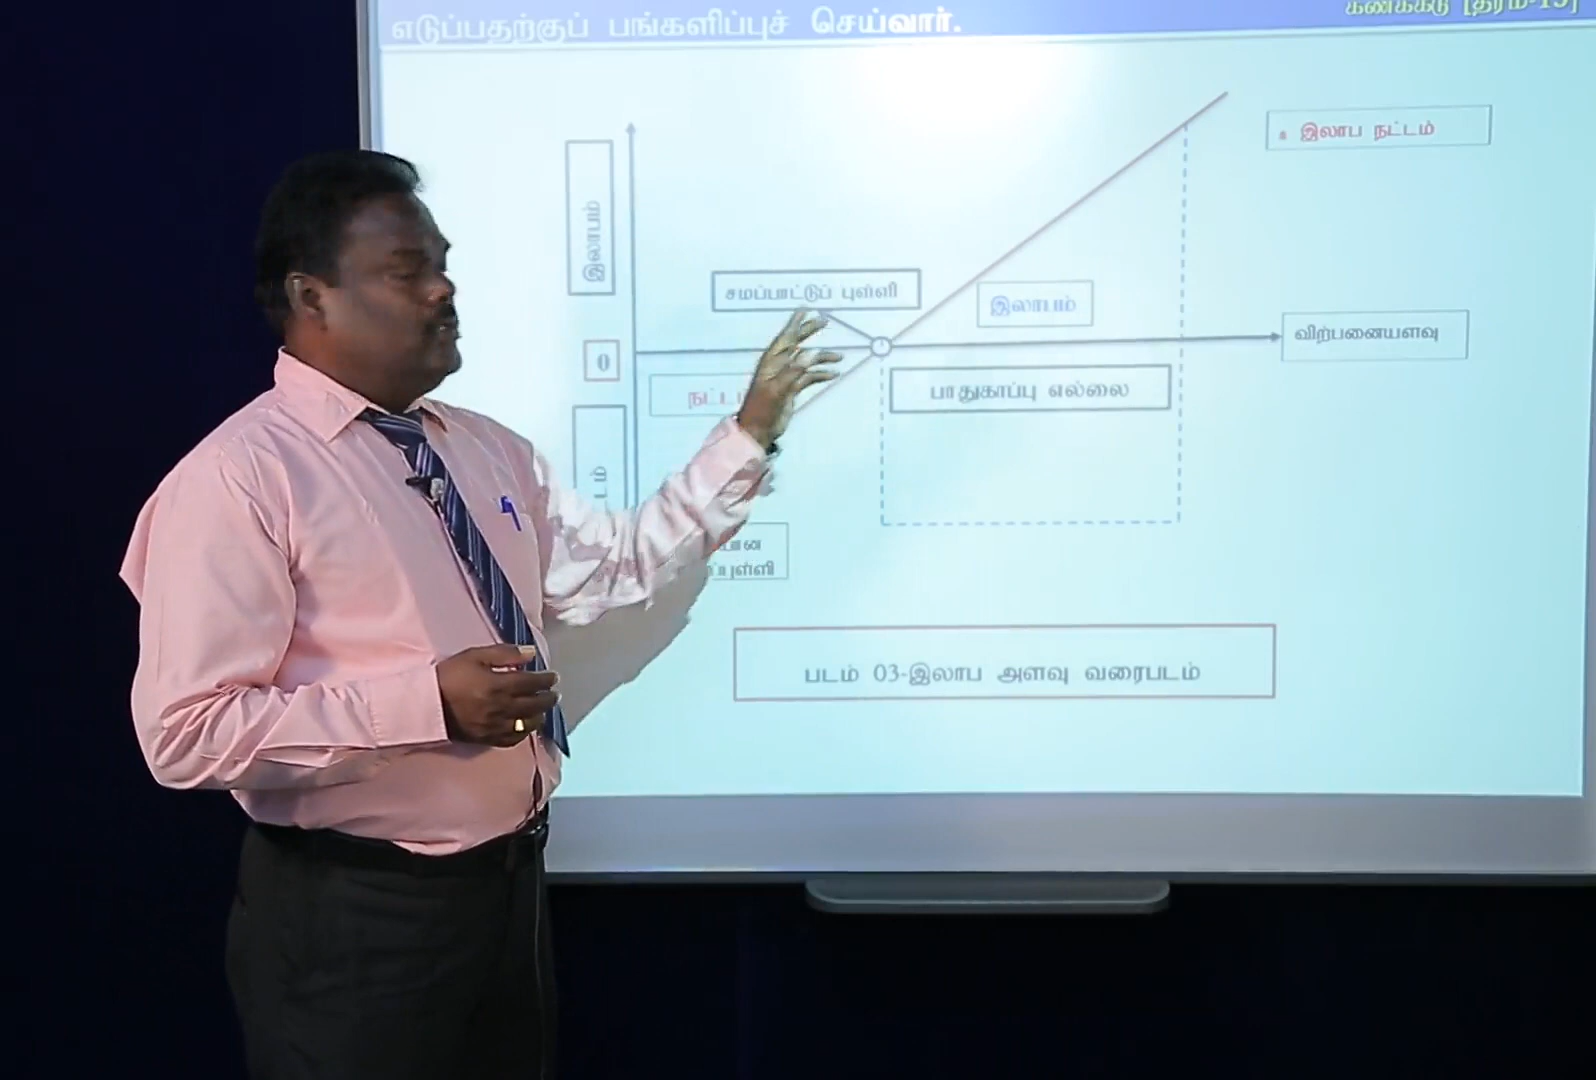 எடுப்பதற்குப் பங்களிப்புச் செய்வார்.
இலாப நட்டம்
இலாபம்
சமப்பாட்டுப் புள்ளி
இலாபம்
விற்பனையளவு
0
பாதுகாப்பு எல்லை
படம் 03-இலாப அளவு வரைபடம்